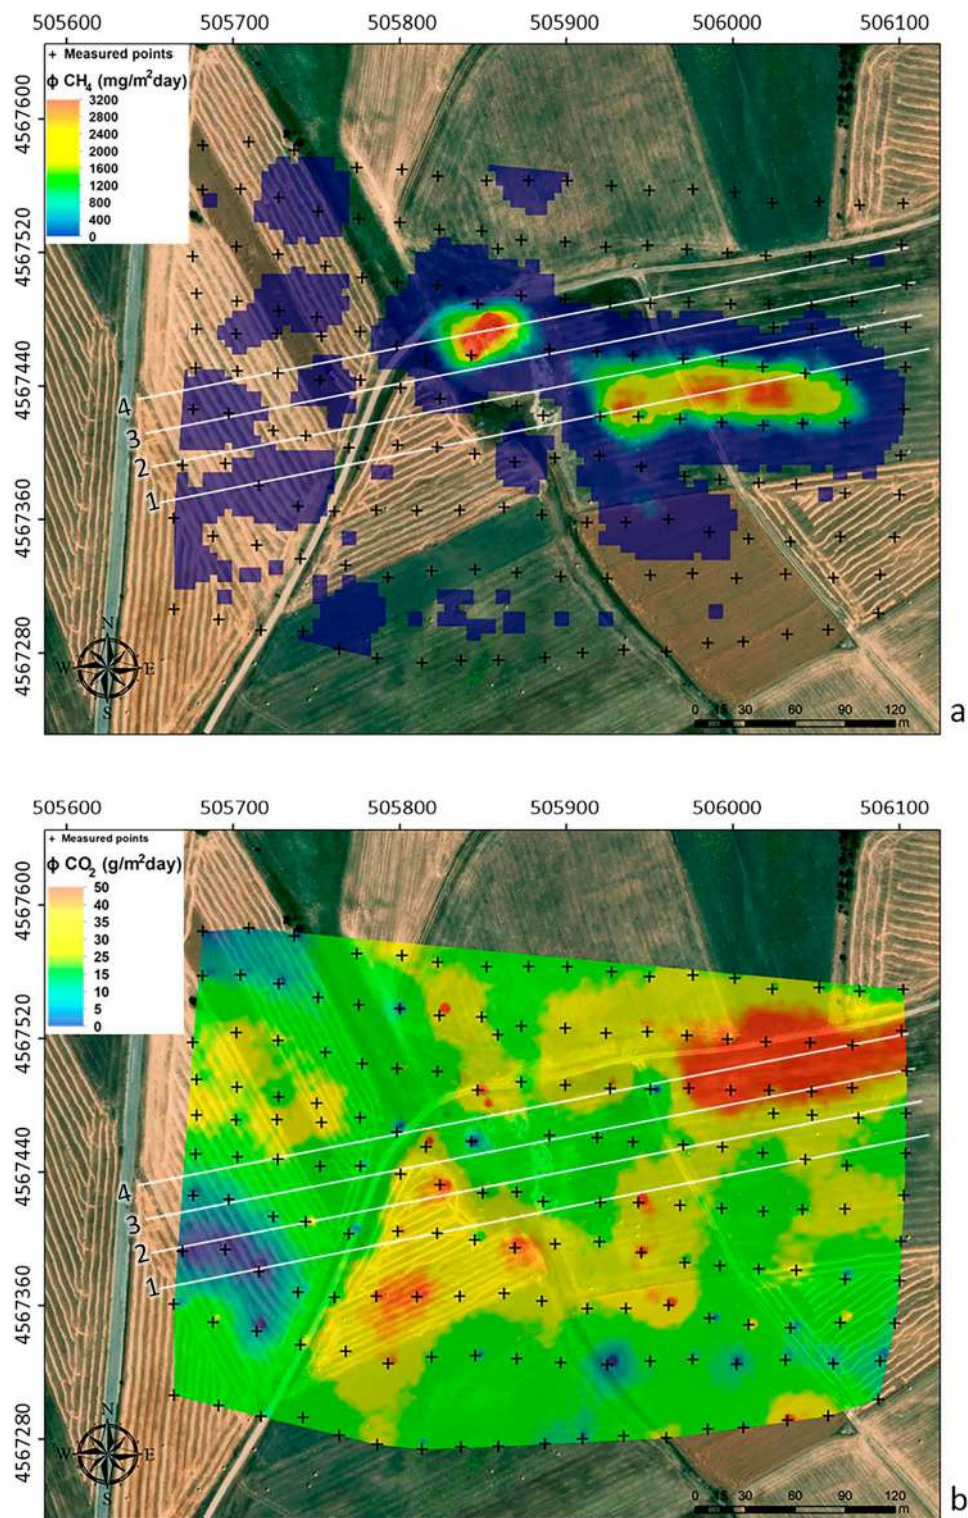 505600 505700 505800 505900 506000 506100
+ Measured points
ϕ CH₄ (mg/m²day)
3200
2800
2400
2000
1600
1200
800
400
0
4567600
4567520
4567440
4567360
4567280
4
3
2
1
N
W E
S
0 15 30 60 90 120
m
a
505600 505700 505800 505900 506000 506100
+ Measured points
ϕ CO₂ (g/m²day)
50
45
40
35
30
25
20
15
10
5
0
4567600
4567520
4567440
4567360
4567280
4
3
2
1
N
W E
S
0 15 30 60 90 120
m
b